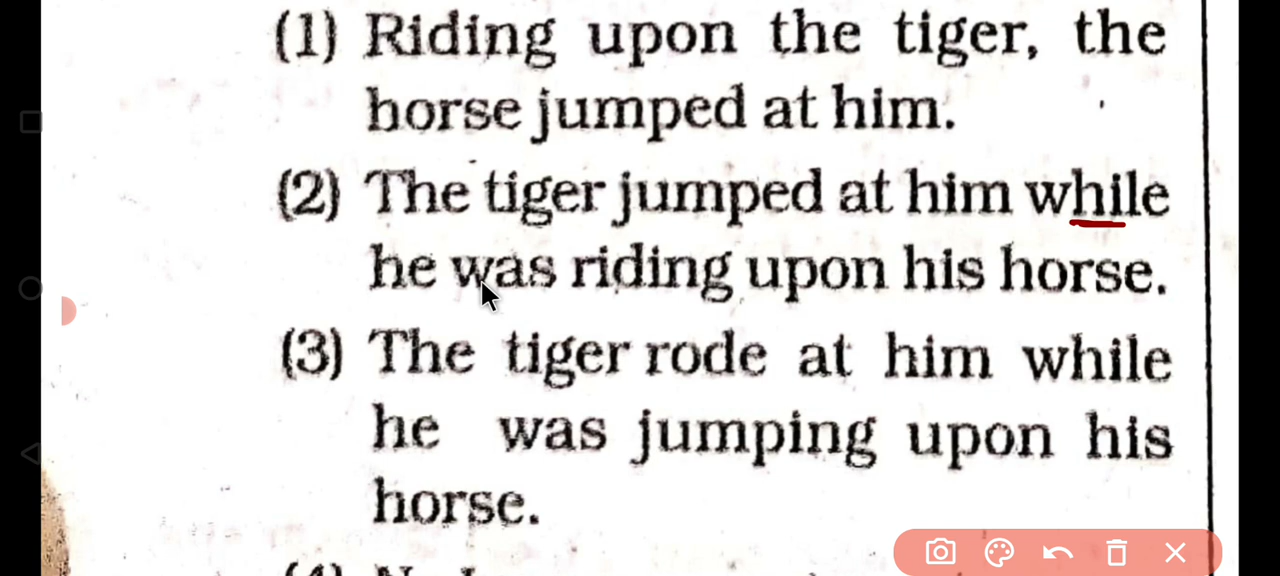 (1) Riding upon the tiger, the
horse jumped at him.
(2) The tiger jumped at him while
he was riding upon his horse.
(3) The tiger rode at him while
he was jumping upon his
horse.